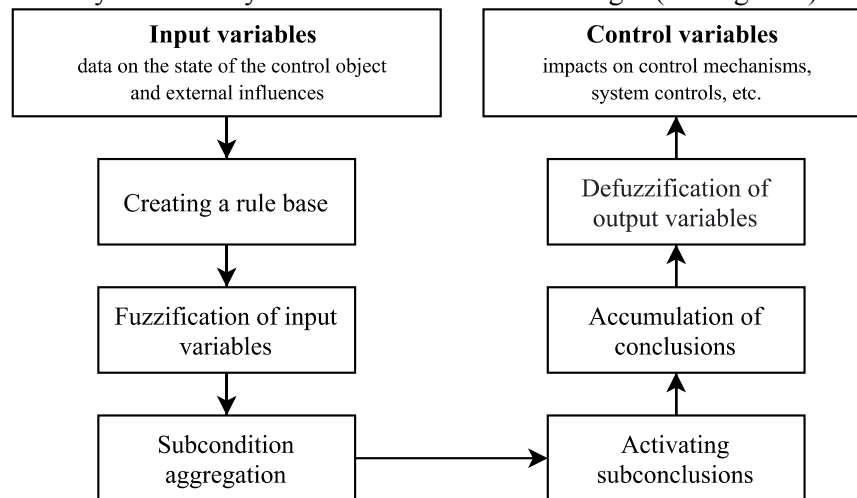 Input variables
data on the state of the control object
and external influences
Creating a rule base
Fuzzification of input
variables
Subcondition
aggregation
Control variables
impacts on control mechanisms,
system controls, etc.
Defuzzification of
output variables
Accumulation of
conclusions
Activating
subconclusions